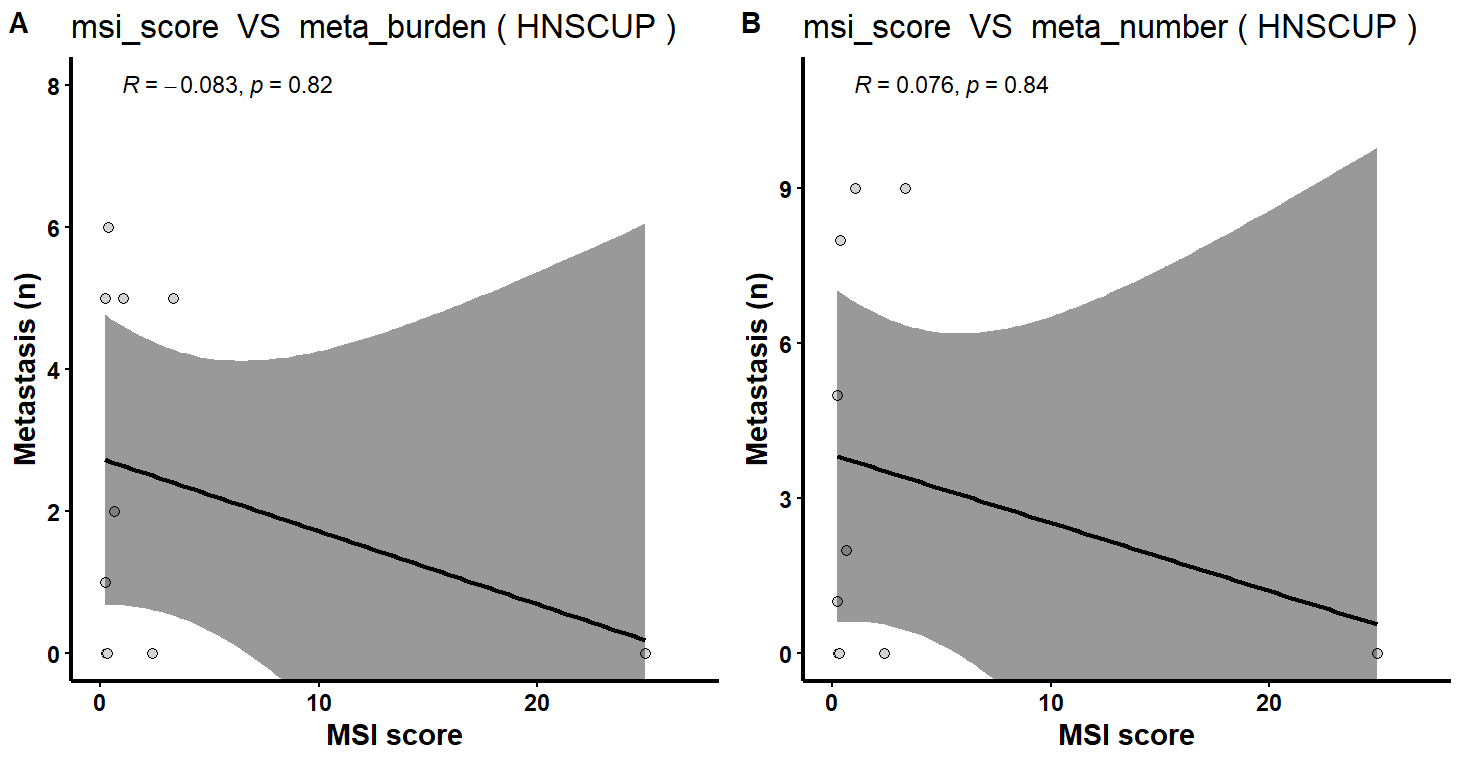 A
msi_score VS meta_burden ( HNSCUP )
R = −0.083, p = 0.82
8
6
4
2
0
Metastasis (n)
0 10 20
MSI score
B
msi_score VS meta_number ( HNSCUP )
R = 0.076, p = 0.84
9
6
3
0
Metastasis (n)
0 10 20
MSI score